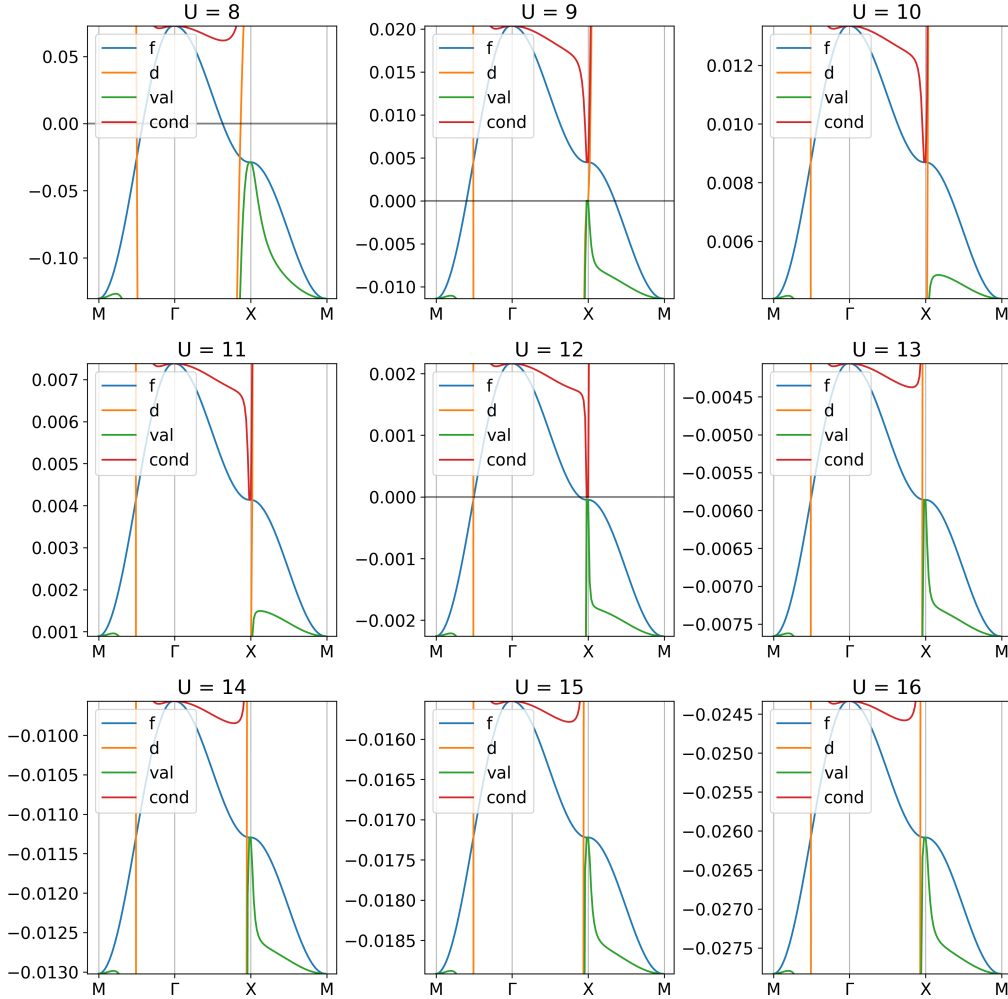 U = 8
0.05
0.00
−0.05
−0.10
f
d
val
cond
M
Γ
X
M
U = 9
0.020
0.015
0.010
0.005
0.000
−0.005
−0.010
f
d
val
cond
M
Γ
X
M
U = 10
0.012
0.010
0.008
0.006
f
d
val
cond
M
Γ
X
M
U = 11
0.007
0.006
0.005
0.004
0.003
0.002
0.001
f
d
val
cond
M
Γ
X
M
U = 12
0.002
0.001
0.000
−0.001
−0.002
f
d
val
cond
M
Γ
X
M
U = 13
−0.0045
−0.0050
−0.0055
−0.0060
−0.0065
−0.0070
−0.0075
f
d
val
cond
M
Γ
X
M
U = 14
−0.0100
−0.0105
−0.0110
−0.0115
−0.0120
−0.0125
−0.0130
f
d
val
cond
M
Γ
X
M
U = 15
−0.0160
−0.0165
−0.0170
−0.0175
−0.0180
−0.0185
f
d
val
cond
M
Γ
X
M
U = 16
−0.0245
−0.0250
−0.0255
−0.0260
−0.0265
−0.0270
−0.0275
f
d
val
cond
M
Γ
X
M